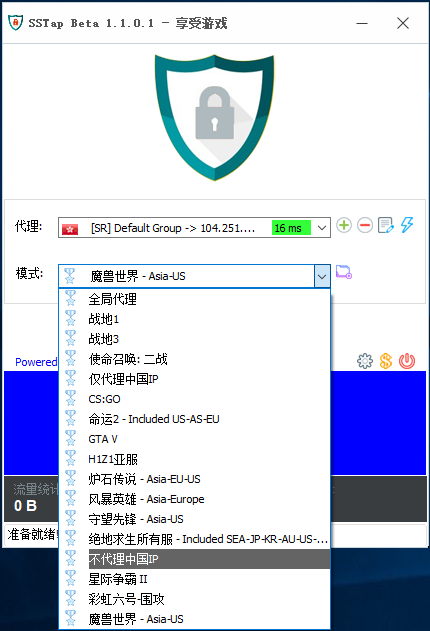 SSTap Beta 1.1.0.1 - 享受游戏
代理: [SR] Default Group -> 104.251.... 16 ms
模式: 魔兽世界 - Asia-US
全局代理
战地1
战地3
使命召唤: 二战
Powered
仅代理中国IP
CS:GO
命运2 - Included US-AS-EU
GTA V
H1Z1亚服
炉石传说 - Asia-EU-US
流量统计
风暴英雄 - Asia-Europe
0 B
守望先锋 - Asia-US
准备就绪
绝地求生所有服 - Included SEA-JP-KR-AU-US-...
不代理中国IP
星际争霸 II
彩虹六号-围攻
魔兽世界 - Asia-US